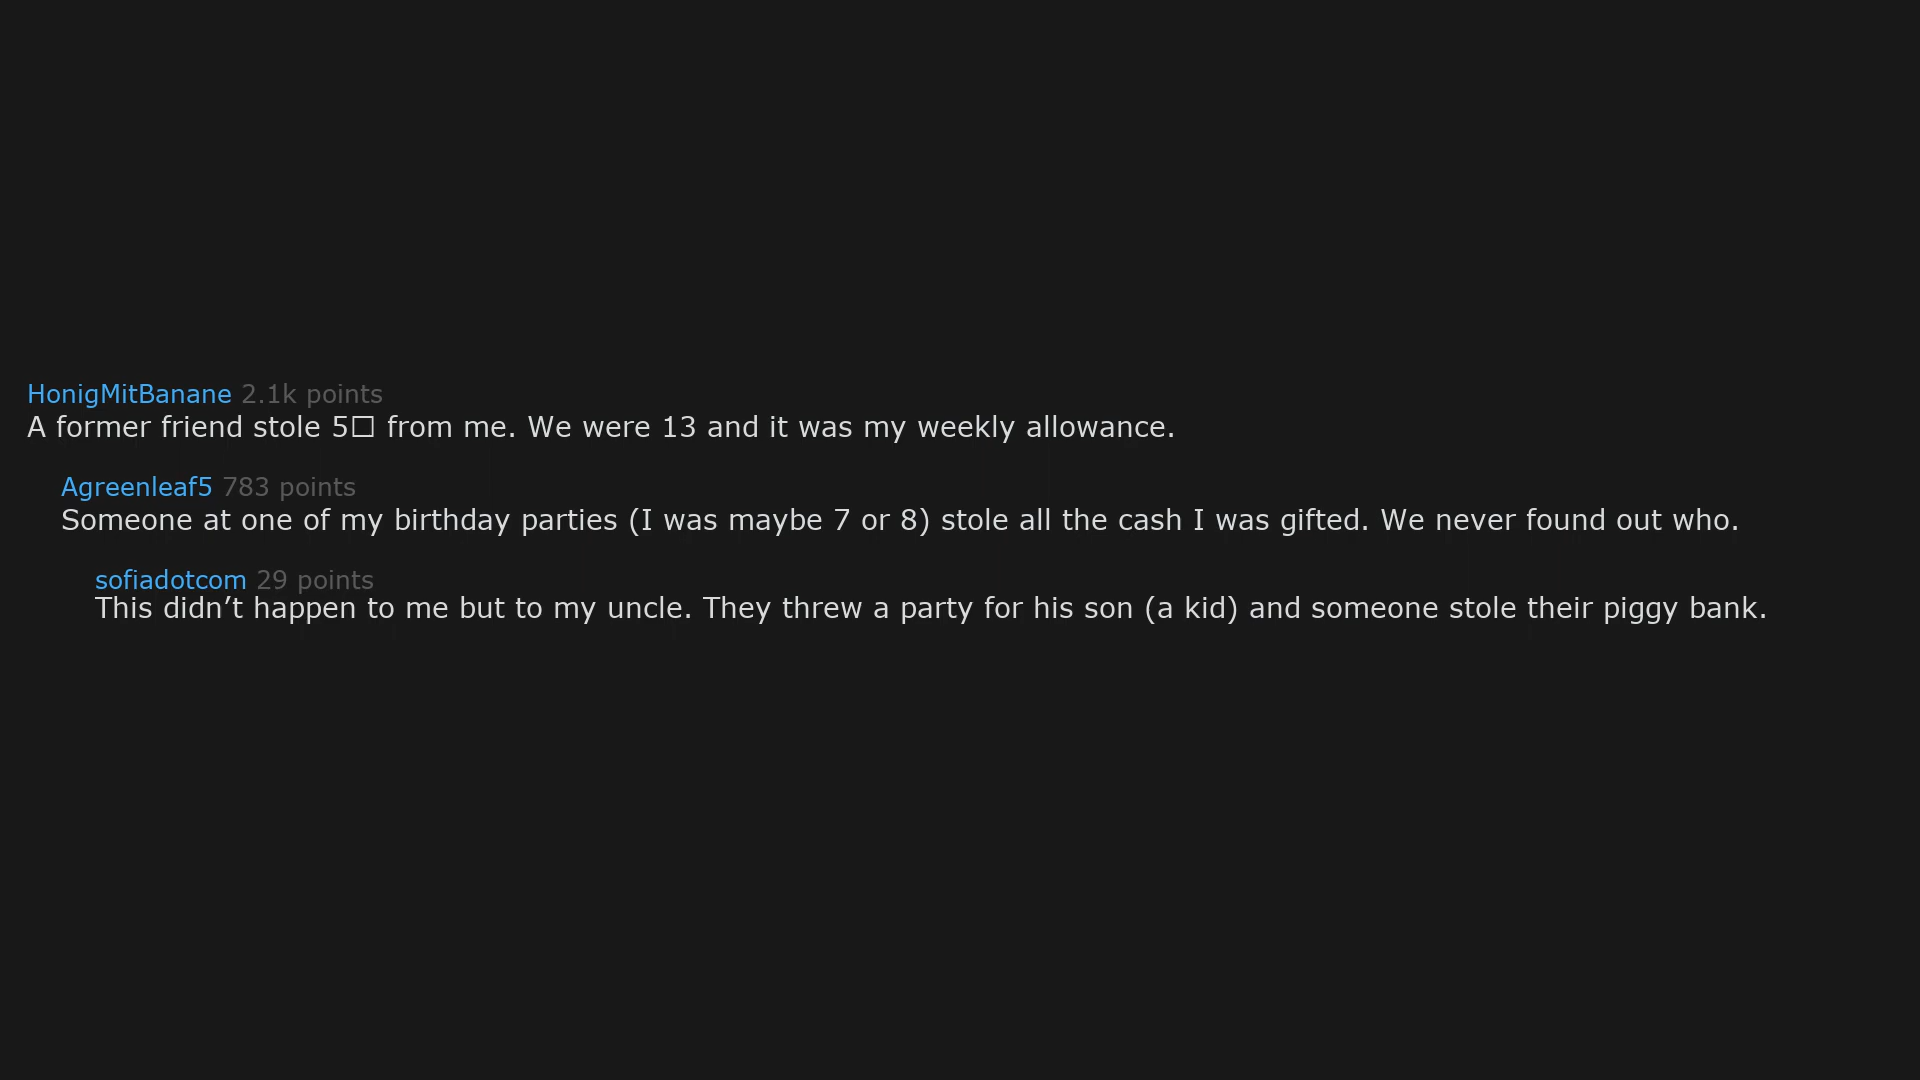 HonigMitBanane 2.1k points
A former friend stole 5□ from me. We were 13 and it was my weekly allowance.
Agreenleaf5 783 points
Someone at one of my birthday parties (I was maybe 7 or 8) stole all the cash I was gifted. We never found out who.
sofiadotcom 29 points
This didn’t happen to me but to my uncle. They threw a party for his son (a kid) and someone stole their piggy bank.